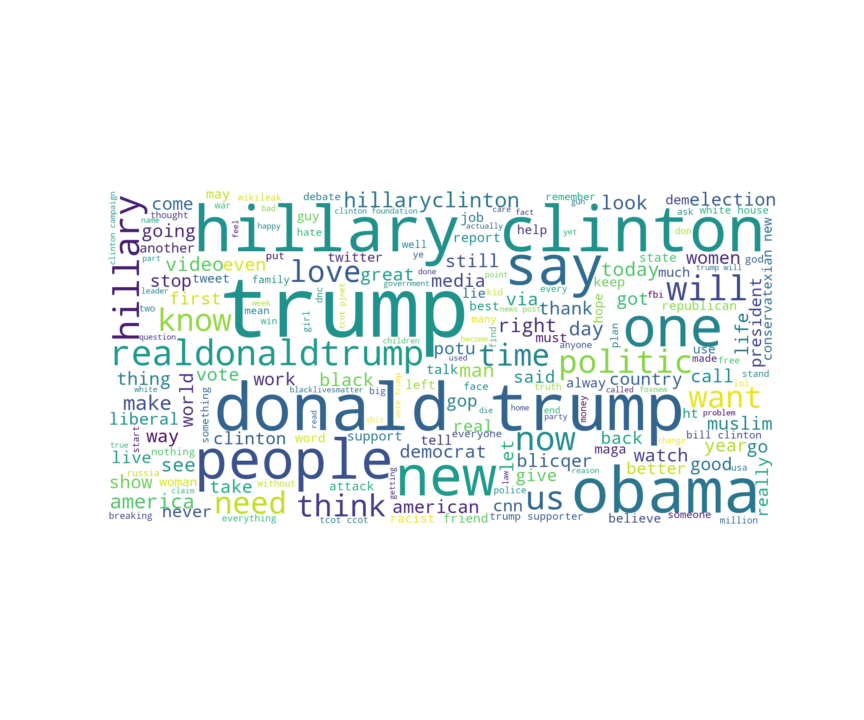 clinton campaign
hillary
may
wikileak
debate
hillaryclinton
remember
gun
look
dem
election
come
war
bad
clinton foundation
care
fact
ask
white house
name
thought
feel
guy
job
actually
help
yet
don
going
hillary clinton
hate
happy
report
another
put
twitter
well
ye
still
say
state
women
god
video
even
love
great
done
media
every
today
much
trump will
part
stop
family
government
point
keep
will
conservatexian new
leader
first
week
mean
dnc
lie
kid
via
hope
got
fbi
republican
president
two
trump
best
news post
thank
free
life
know
win
girl
tcot pjnet
many
right
day
one
question
children
become
find
must
plan
made
use
realdonaldtrump
potu
time
anyone
politic
thing
vote
used
talk
man
said
country
call
stand
world
work
black
left
face
truth
alway
foxnew
called
lol
white
blacklivesmatter
big
vote trump
want
make
something
donald trump
shit
gop
die
home
end
party
money
ht
problem
muslim
liberal
start
read
real
now
back
bill clinton
way
clinton
word
support
tell
everyone
let
maga
change
year
go
true
nothing
people
democrat
reason
watch
live
see
blicqer
better
good
usa
really
russia
show
woman
without
attack
getting
new
law
police
give
obama
claim
take
need
think
america
american
cnn
us
breaking
never
everything
tcot ccot
racist
friend
trump supporter
believe
someone
million